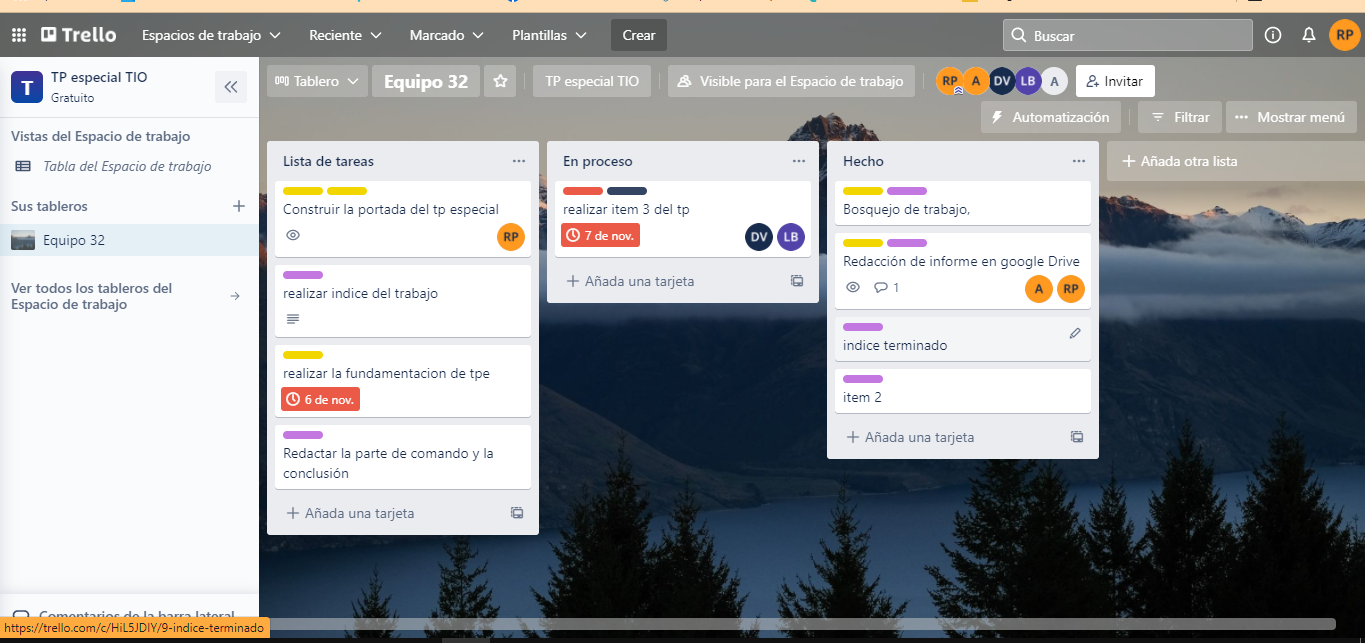 Trello
Espacios de trabajo
Reciente
Marcado
Plantillas
Crear
Buscar
RP
T
TP especial TIO
Gratuito
Tablero
Equipo 32
TP especial TIO
Visible para el Espacio de trabajo
RP
A
DV
LB
A
Invitar
Automatización
Filtrar
Mostrar menú
Vistas del Espacio de trabajo
Tabla del Espacio de trabajo
Sus tableros
Equipo 32
Ver todos los tableros del
Espacio de trabajo
Lista de tareas
Construir la portada del tp especial
RP
realizar indice del trabajo
realizar la fundamentacion de tpe
6 de nov.
Redactar la parte de comando y la
conclusión
Añada una tarjeta
En proceso
realizar item 3 del tp
7 de nov.
DV
LB
Añada una tarjeta
Hecho
Bosquejo de trabajo,
Redacción de informe en google Drive
1
A
RP
indice terminado
item 2
Añada una tarjeta
Añada otra lista
Comentarios de la barra lateral
https://trello.com/c/HiL5JDIY/9-indice-terminado